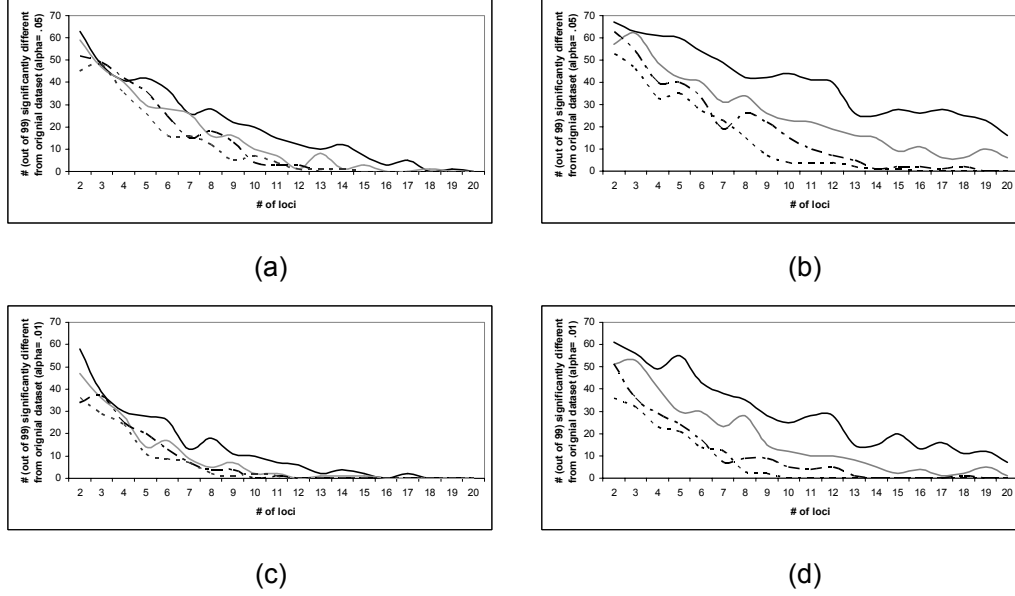 # (out of 99) significantly different
from orignial dataset (alpha= .05)
70
60
50
40
30
20
10
0
2 3 4 5 6 7 8 9 10 11 12 13 14 15 16 17 18 19 20
# of loci
(a)
# (out of 99) significantly different
from orignial dataset (alpha= .05)
70
60
50
40
30
20
10
0
2 3 4 5 6 7 8 9 10 11 12 13 14 15 16 17 18 19 20
# of loci
(b)
# (out of 99) significantly different
from orignial dataset (alpha= .01)
70
60
50
40
30
20
10
0
2 3 4 5 6 7 8 9 10 11 12 13 14 15 16 17 18 19 20
# of loci
(c)
# (out of 99) significantly different
from orignial dataset (alpha= .01)
70
60
50
40
30
20
10
0
2 3 4 5 6 7 8 9 10 11 12 13 14 15 16 17 18 19 20
# of loci
(d)